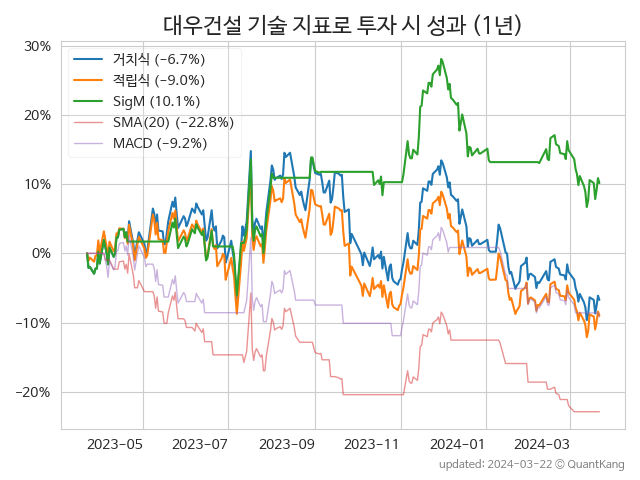 대우건설 기술 지표로 투자 시 성과 (1년)
거치식 (−6.7%)
적립식 (−9.0%)
SigM (10.1%)
SMA(20) (−22.8%)
MACD (−9.2%)
30%
20%
10%
0%
−10%
−20%
2023-05
2023-07
2023-09
2023-11
2024-01
2024-03
updated: 2024-03-22 © QuantKang